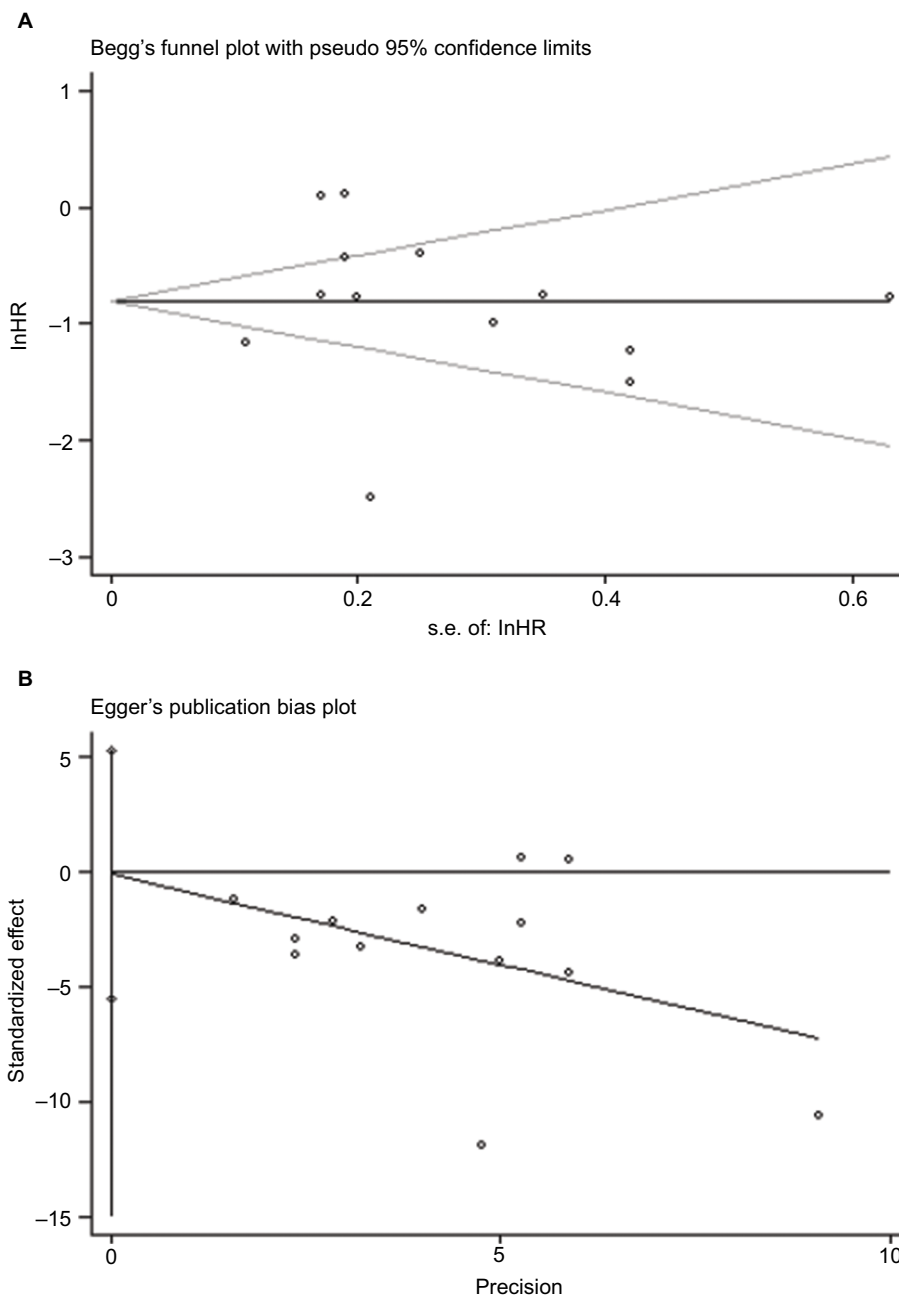 A
Begg’s funnel plot with pseudo 95% confidence limits
1
0
–1
–2
–3
lnHR
0
0.2
0.4
0.6
s.e. of: lnHR
B
Egger’s publication bias plot
5
0
–5
–10
–15
Standardized effect
0
5
10
Precision